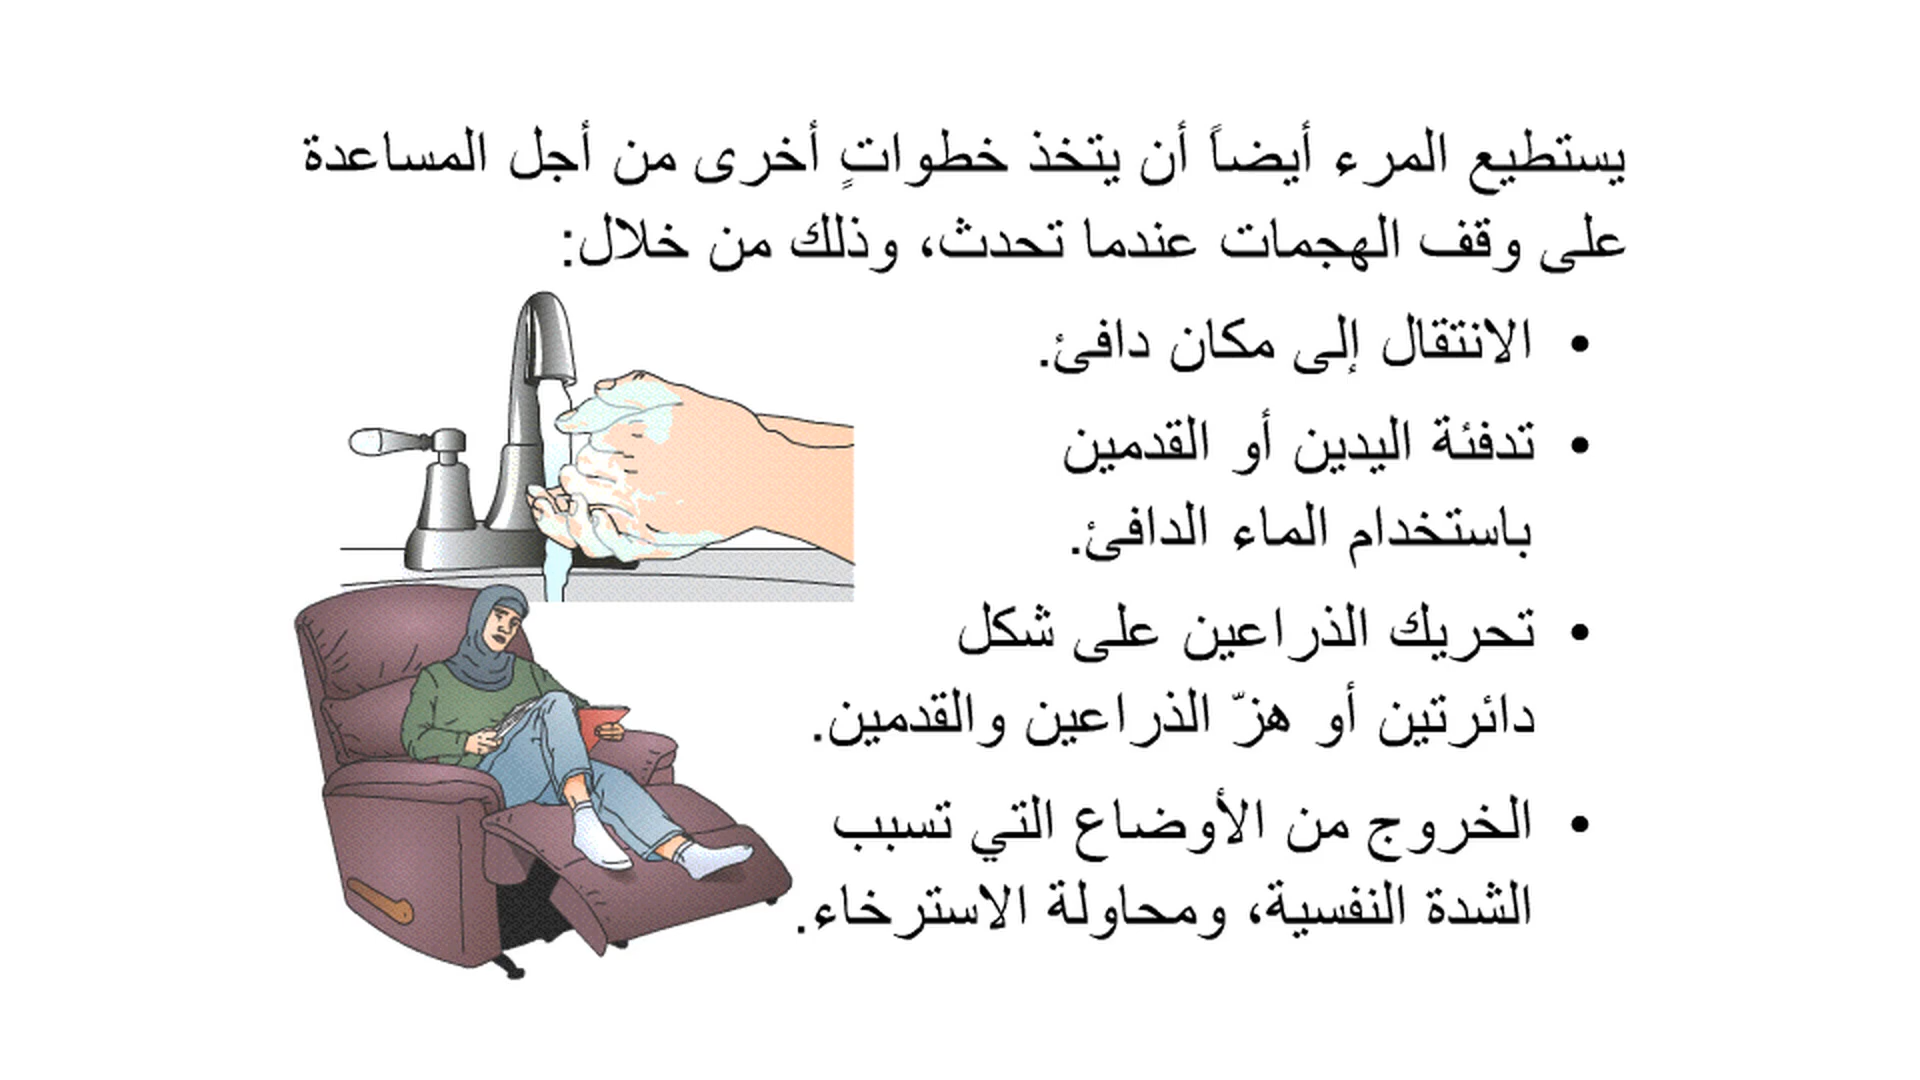 يستطيع المرء أيضاً أن يتخذ خطواتٍ أخرى من أجل المساعدة
على وقف الهجمات عندما تحدث، وذلك من خلال:
• الانتقال إلى مكان دافئ.
• تدفئة اليدين أو القدمين
باستخدام الماء الدافئ.
• تحريك الذراعين على شكل
دائرتين أو هزّ الذراعين والقدمين.
• الخروج من الأوضاع التي تسبب
الشدة النفسية، ومحاولة الاسترخاء.